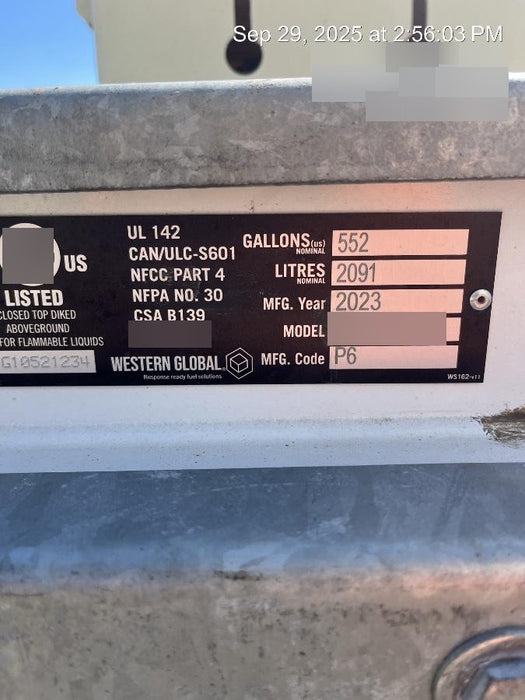 Sep 29, 2025 at 2:56:03 PM
US
LISTED
CLOSED TOP DIKED
ABOVEGROUND
FOR FLAMMABLE LIQUIDS
G10521234
UL 142
CAN/ULC-S601
NFCC PART 4
NFPA NO. 30
CSA B139
WESTERN GLOBAL
Response ready fuel solutions
GALLONS (US) NOMINAL 552
LITRES NOMINAL 2091
MFG. Year 2023
MODEL
MFG. Code P6
WS162-v11